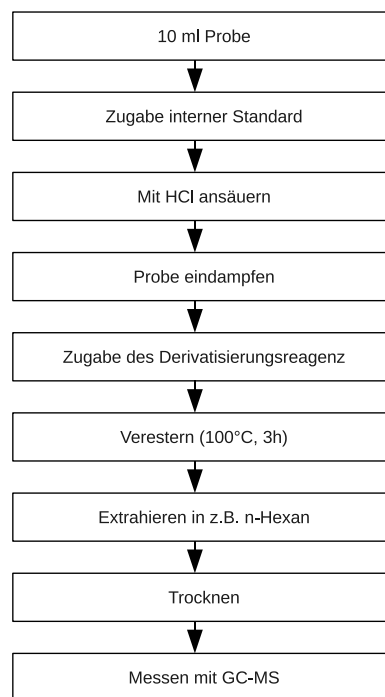 10 ml Probe
Zugabe interner Standard
Mit HCl ansäuern
Probe eindampfen
Zugabe des Derivatisierungsreagenz
Verestern (100°C, 3h)
Extrahieren in z.B. n-Hexan
Trocknen
Messen mit GC-MS